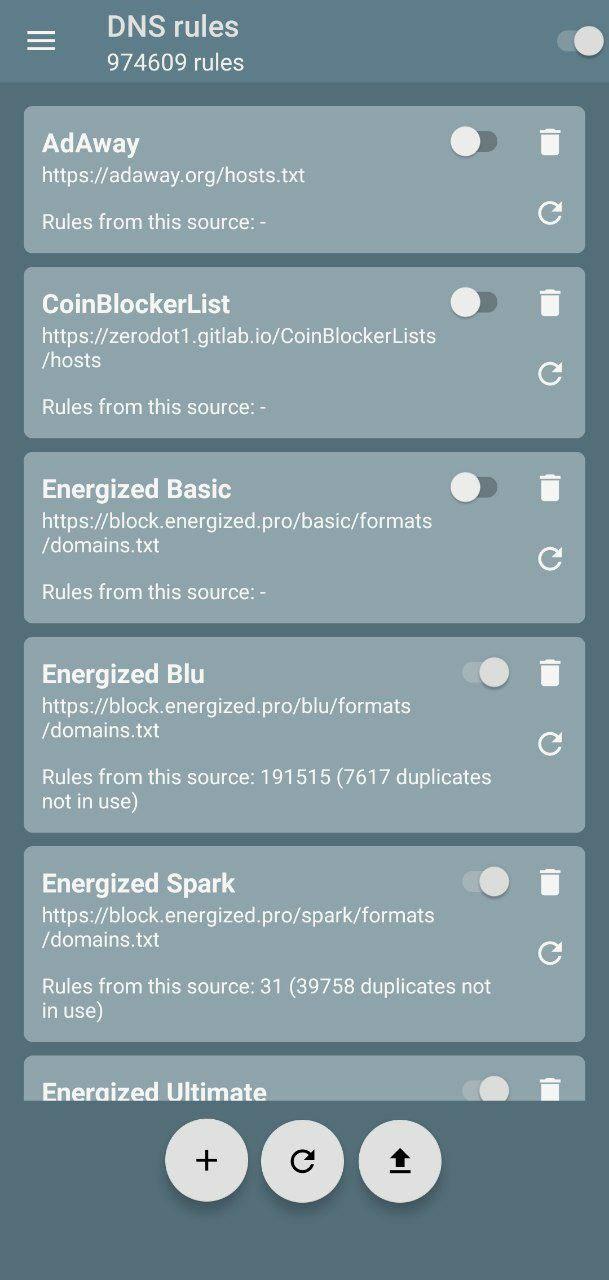 DNS rules
974609 rules
AdAway
https://adaway.org/hosts.txt
Rules from this source: -
CoinBlockerList
https://zerodot1.gitlab.io/CoinBlockerLists
/hosts
Rules from this source: -
Energized Basic
https://block.energized.pro/basic/formats
/domains.txt
Rules from this source: -
Energized Blu
https://block.energized.pro/blu/formats
/domains.txt
Rules from this source: 191515 (7617 duplicates
not in use)
Energized Spark
https://block.energized.pro/spark/formats
/domains.txt
Rules from this source: 31 (39758 duplicates not
in use)
Energized Ultimate